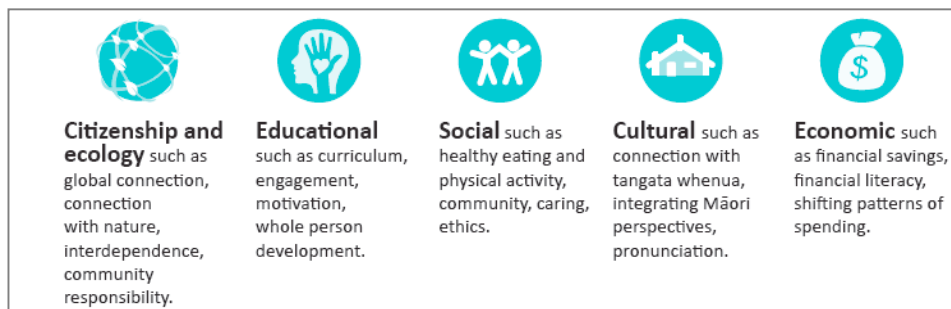 $
Citizenship and
ecology such as
global connection,
connection
with nature,
interdependence,
community
responsibility.
Educational
such as curriculum,
engagement,
motivation,
whole person
development.
Social such as
healthy eating and
physical activity,
community, caring,
ethics.
Cultural such as
connection with
tangata whenua,
integrating Māori
perspectives,
pronunciation.
Economic such
as financial savings,
financial literacy,
shifting patterns of
spending.